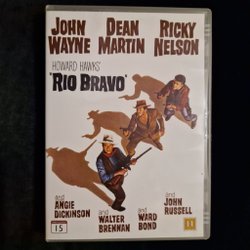 JOHN WAYNE
DEAN MARTIN
RICKY NELSON
HOWARD HAWKS'
"RIO BRAVO"
and
ANGIE
DICKINSON
and
WALTER
BRENNAN
and
WARD
BOND
and
JOHN
RUSSELL
15